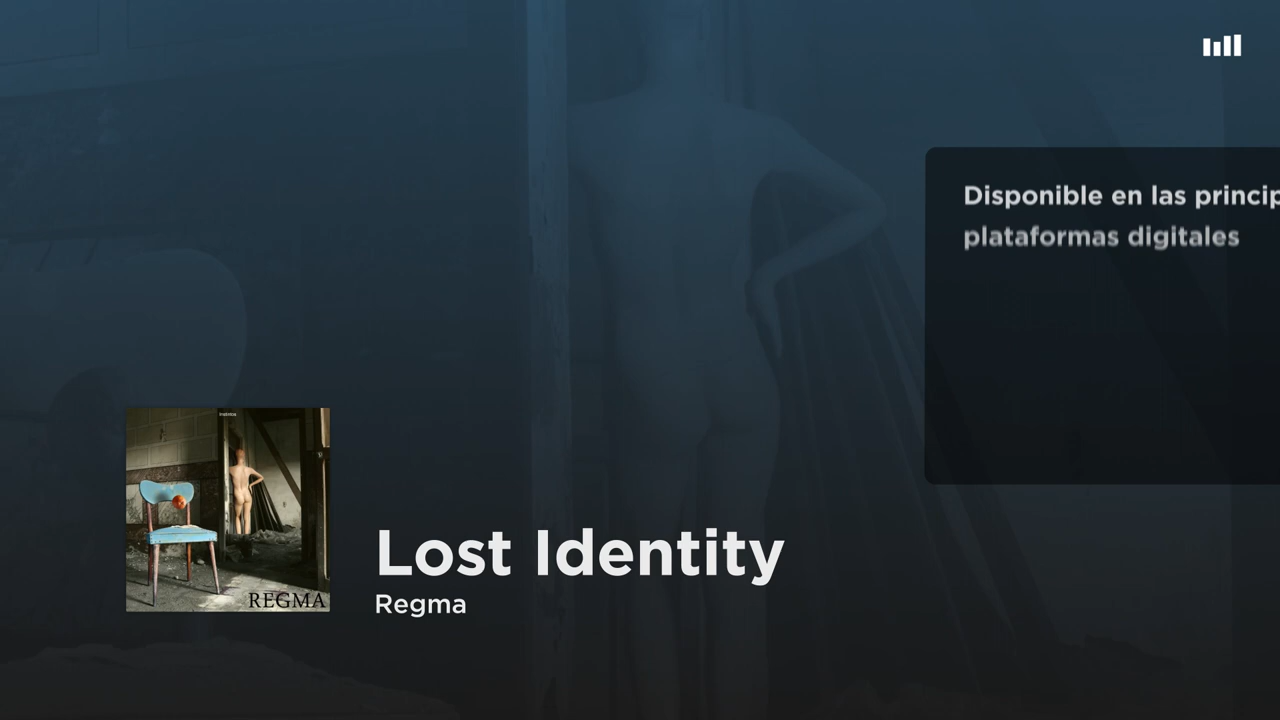 Disponible en las princip
plataformas digitales
REGMA
Lost Identity
Regma